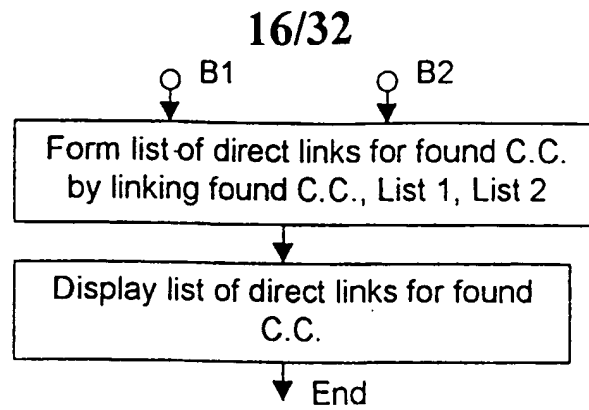 16/32
B1 B2
Form list of direct links for found C.C.
by linking found C.C., List 1, List 2
Display list of direct links for found
C.C.
End